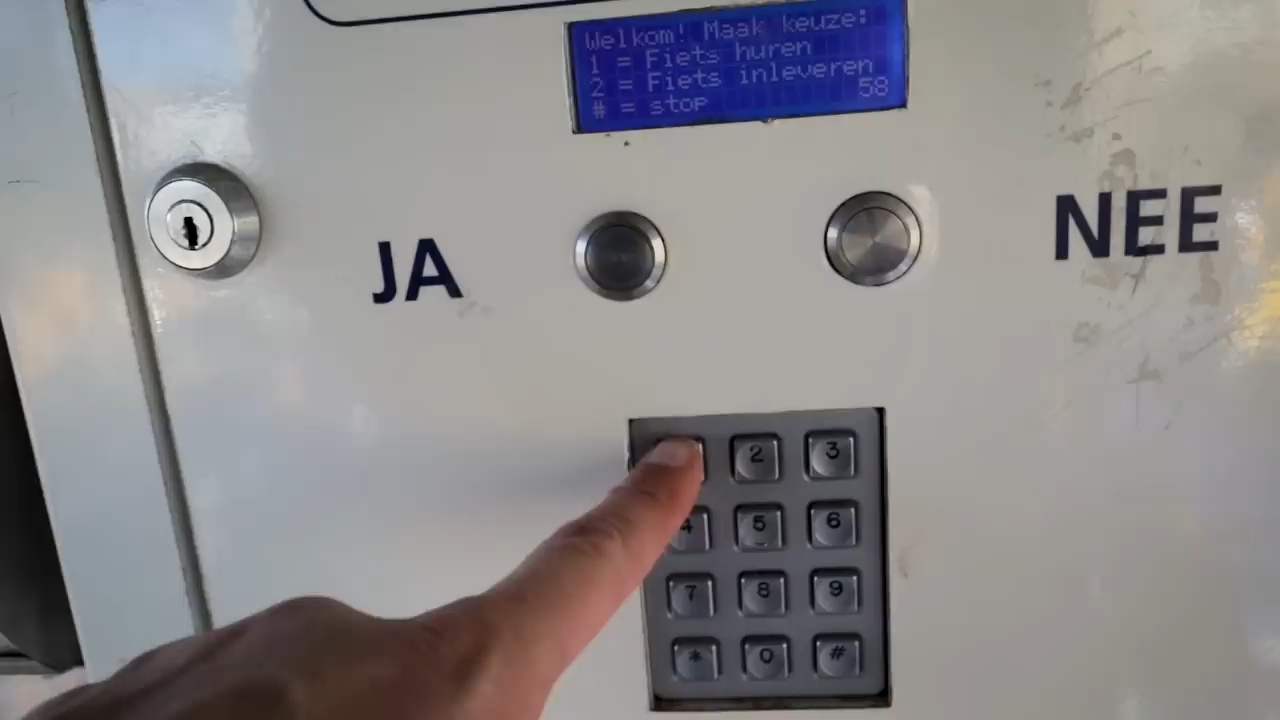 Welkom! Maak keuze:
1 = Fiets huren
2 = Fiets inleveren
# = stop 58
JA
NEE
2 3
4 5 6
7 8 9
* 0 #